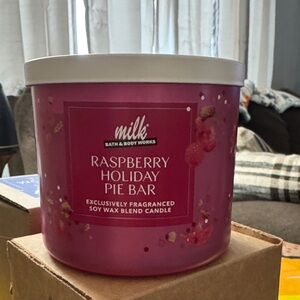 milk
BATH & BODY WORKS
RASPBERRY
HOLIDAY
PIE BAR
EXCLUSIVELY FRAGRANCED
SOY WAX BLEND CANDLE